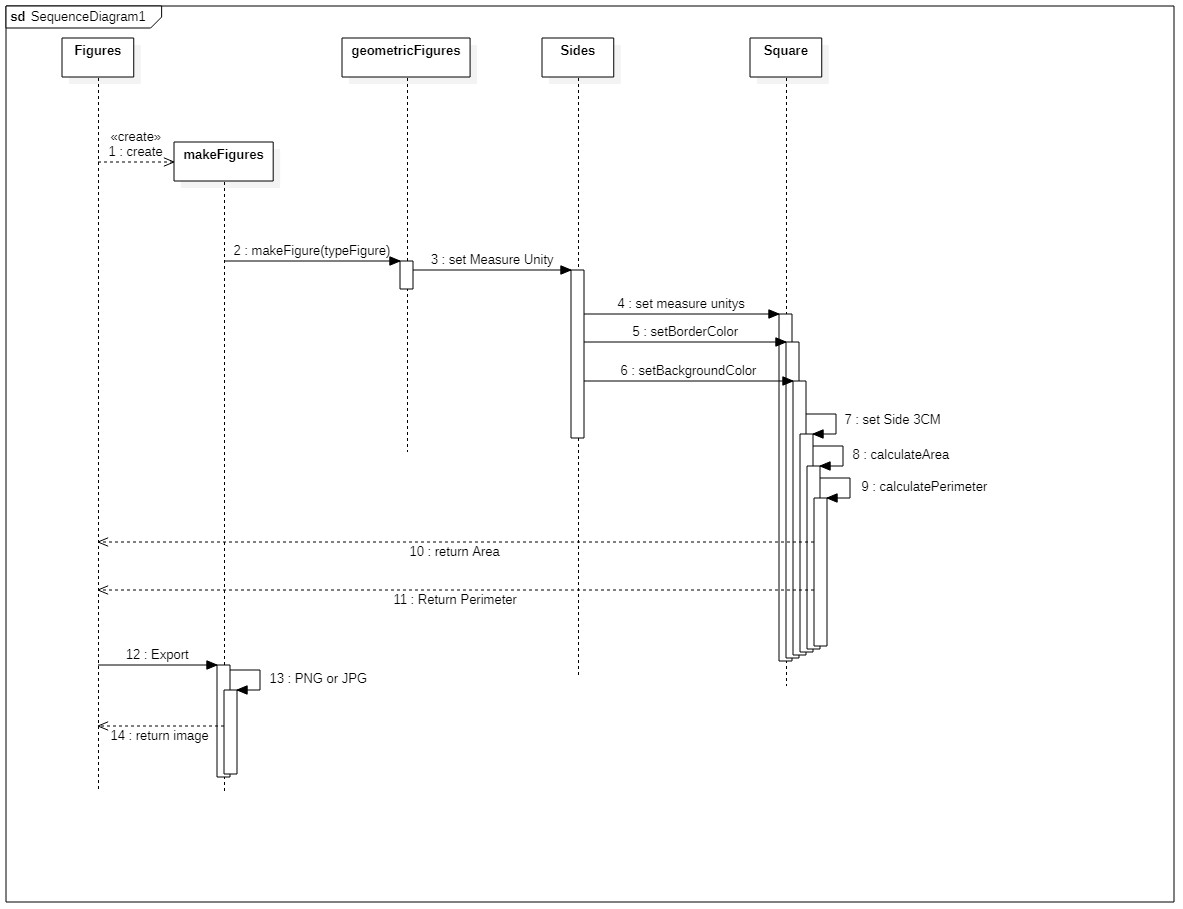 sd SequenceDiagram1
Figures
geometricFigures
Sides
Square
«create»
1 : create
makeFigures
2 : makeFigure(typeFigure)
3 : set Measure Unity
4 : set measure unitys
5 : setBorderColor
6 : setBackgroundColor
7 : set Side 3CM
8 : calculateArea
9 : calculatePerimeter
10 : return Area
11 : Return Perimeter
12 : Export
13 : PNG or JPG
14 : return image